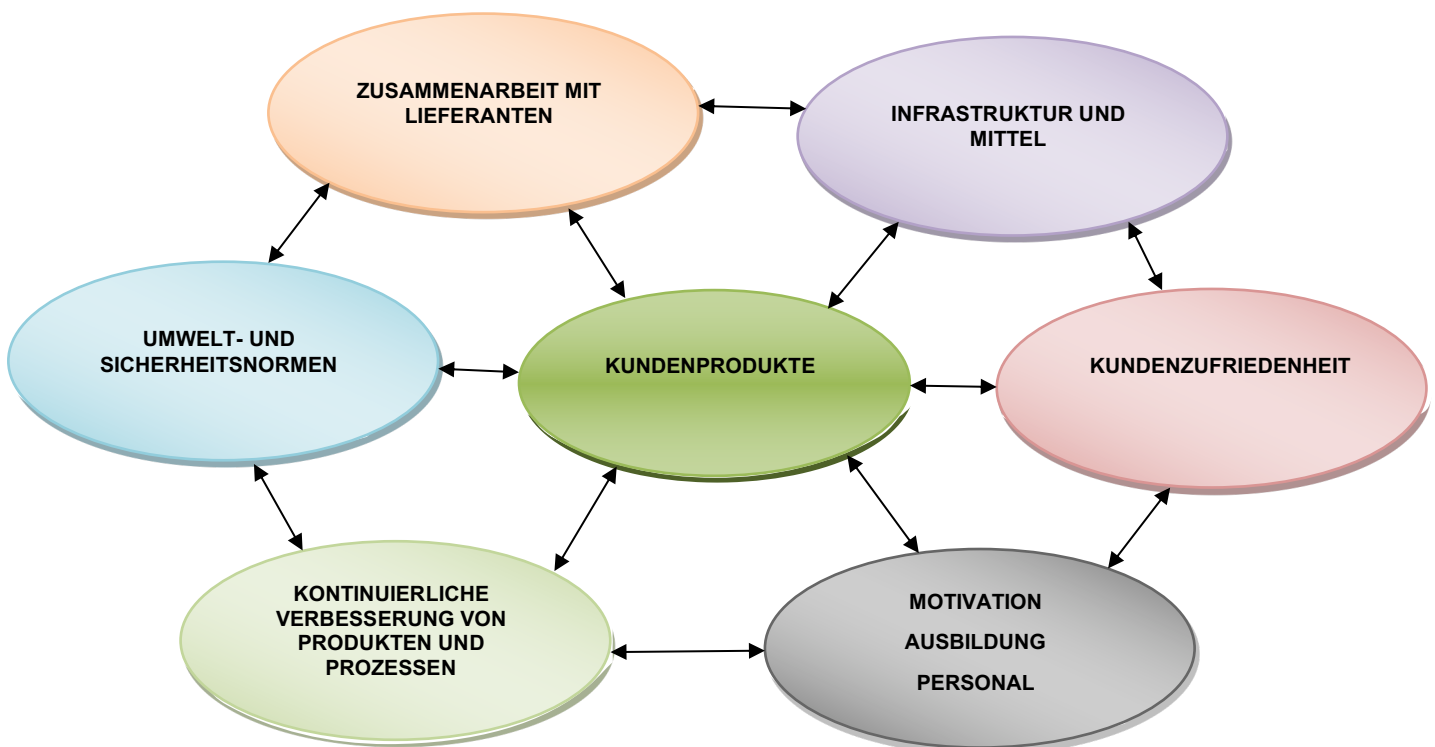 ZUSAMMENARBEIT MIT
LIEFERANTEN
INFRASTRUKTUR UND
MITTEL
UMWELT- UND
SICHERHEITSNORMEN
KUNDENPRODUKTE
KUNDENZUFRIEDENHEIT
KONTINUIERLICHE
VERBESSERUNG VON
PRODUKTEN UND
PROZESSEN
MOTIVATION
AUSBILDUNG
PERSONAL